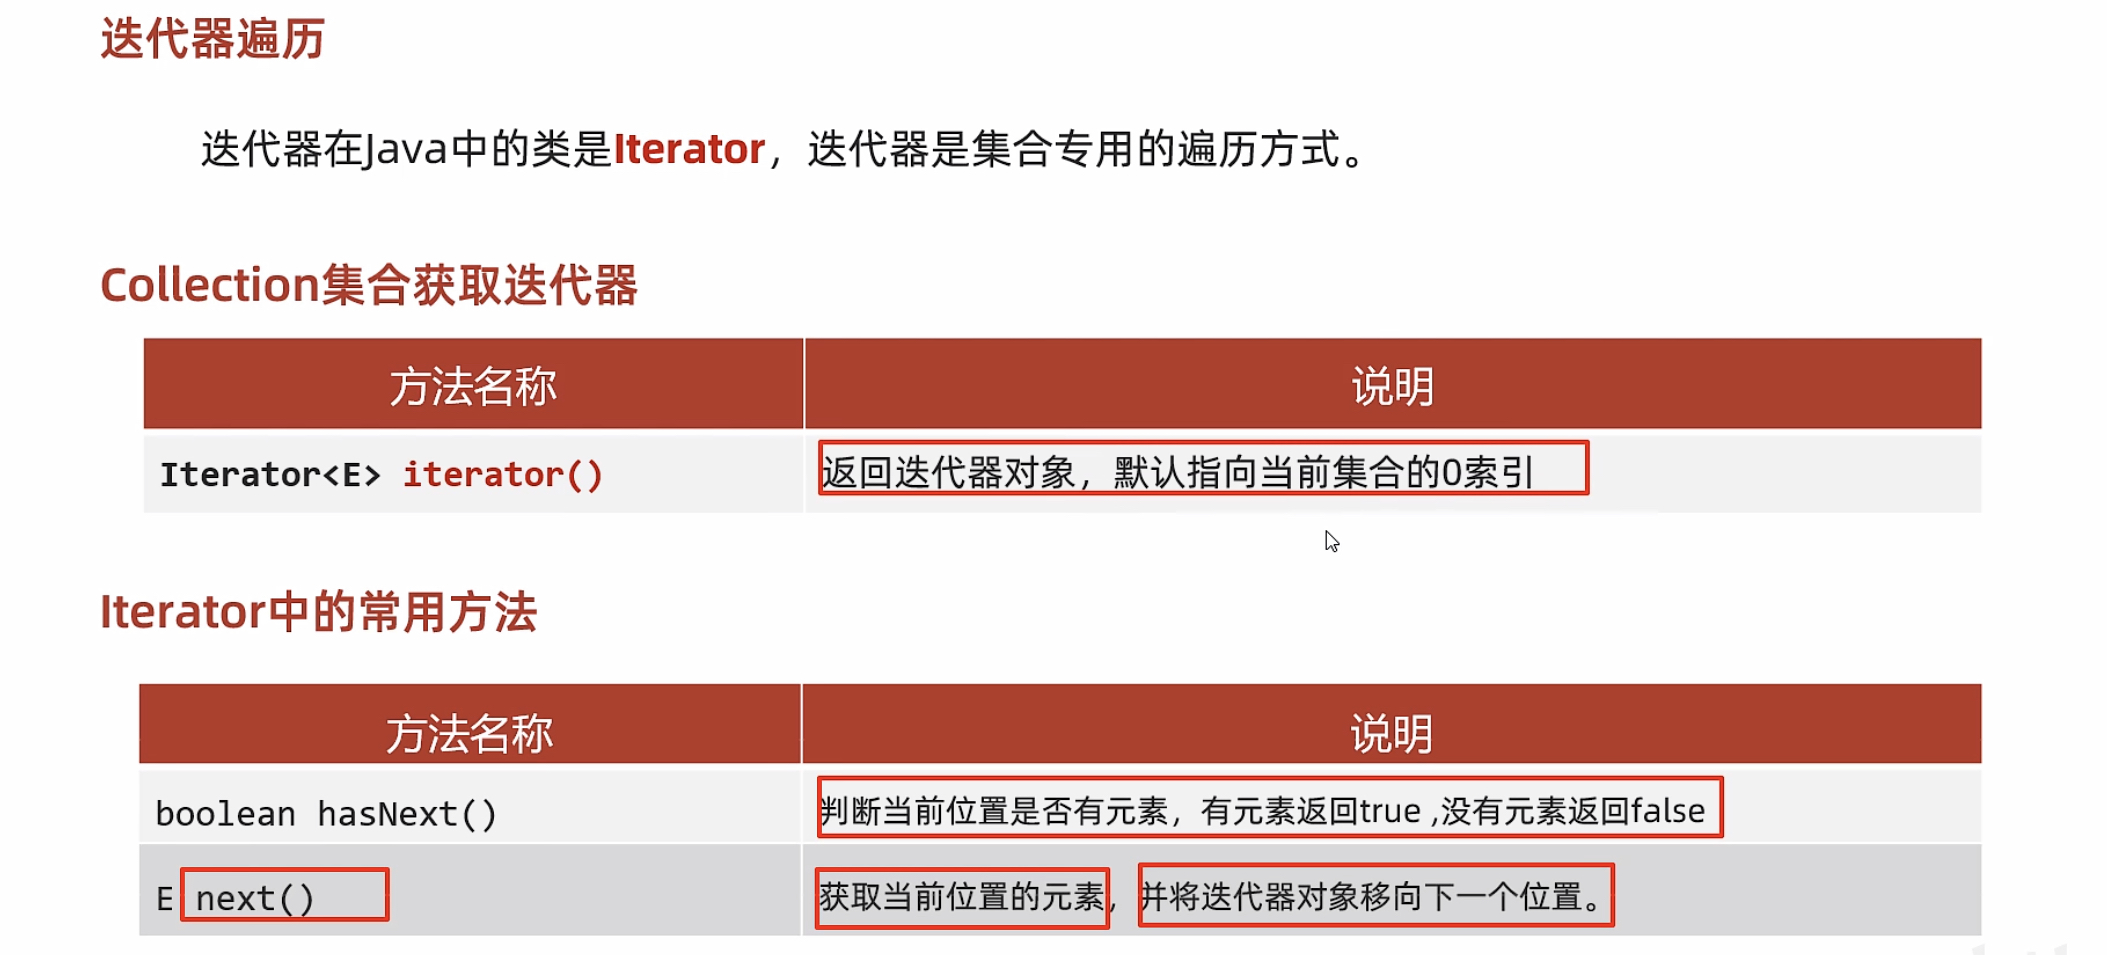 迭代器遍历
迭代器在Java中的类是Iterator，迭代器是集合专用的遍历方式。
Collection集合获取迭代器
方法名称 说明
Iterator<E> iterator() 返回迭代器对象，默认指向当前集合的0索引
Iterator中的常用方法
方法名称 说明
boolean hasNext() 判断当前位置是否有元素，有元素返回true ,没有元素返回false
E next() 获取当前位置的元素，并将迭代器对象移向下一个位置。